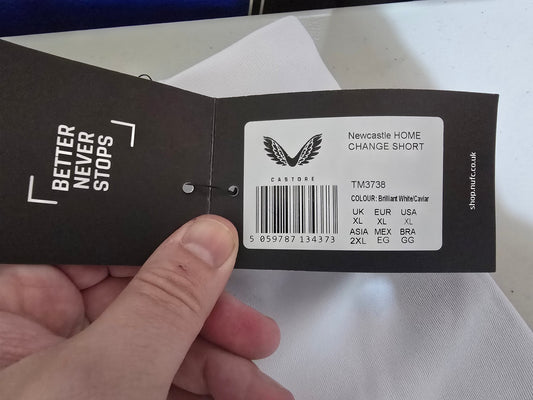 BETTER
NEVER
STOPS
Newcastle HOME
CHANGE SHORT
CASTORE
TM3738
COLOUR: Brilliant White/Caviar
UK EUR USA
XL XL XL
ASIA MEX BRA
2XL EG GG
5 059787 134373
shop.nufc.co.uk